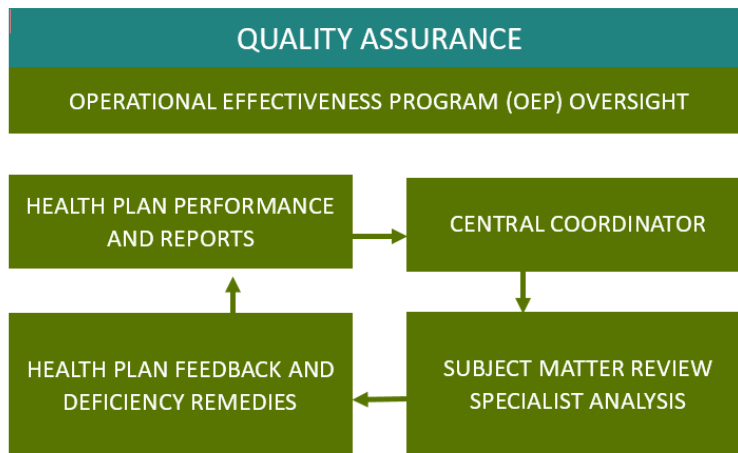 QUALITY ASSURANCE
OPERATIONAL EFFECTIVENESS PROGRAM (OEP) OVERSIGHT
HEALTH PLAN PERFORMANCE
AND REPORTS
CENTRAL COORDINATOR
HEALTH PLAN FEEDBACK AND
DEFICIENCY REMEDIES
SUBJECT MATTER REVIEW
SPECIALIST ANALYSIS